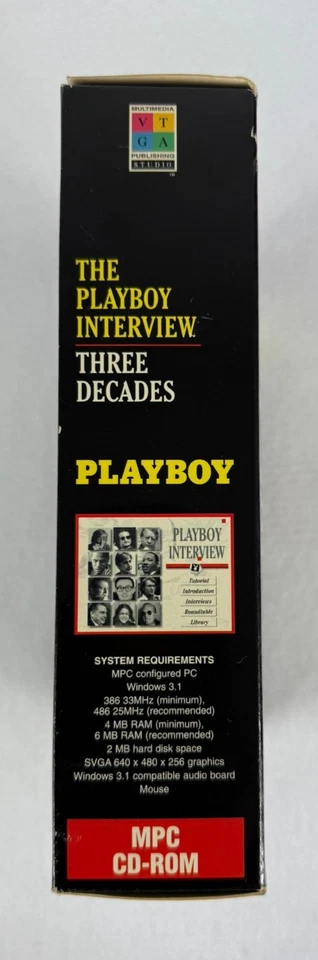 MULTIMEDIA
V T
G A
PUBLISHING
STUDIO
TM
THE
PLAYBOY
INTERVIEW
THREE
DECADES
PLAYBOY
PLAYBOY
INTERVIEW
Tutorial
Introduction
Interviews
Roundtable
Library
SYSTEM REQUIREMENTS
MPC configured PC
Windows 3.1
386 33MHz (minimum),
486 25MHz (recommended)
4 MB RAM (minimum),
6 MB RAM (recommended)
2 MB hard disk space
SVGA 640 x 480 x 256 graphics
Windows 3.1 compatible audio board
Mouse
MPC
CD-ROM